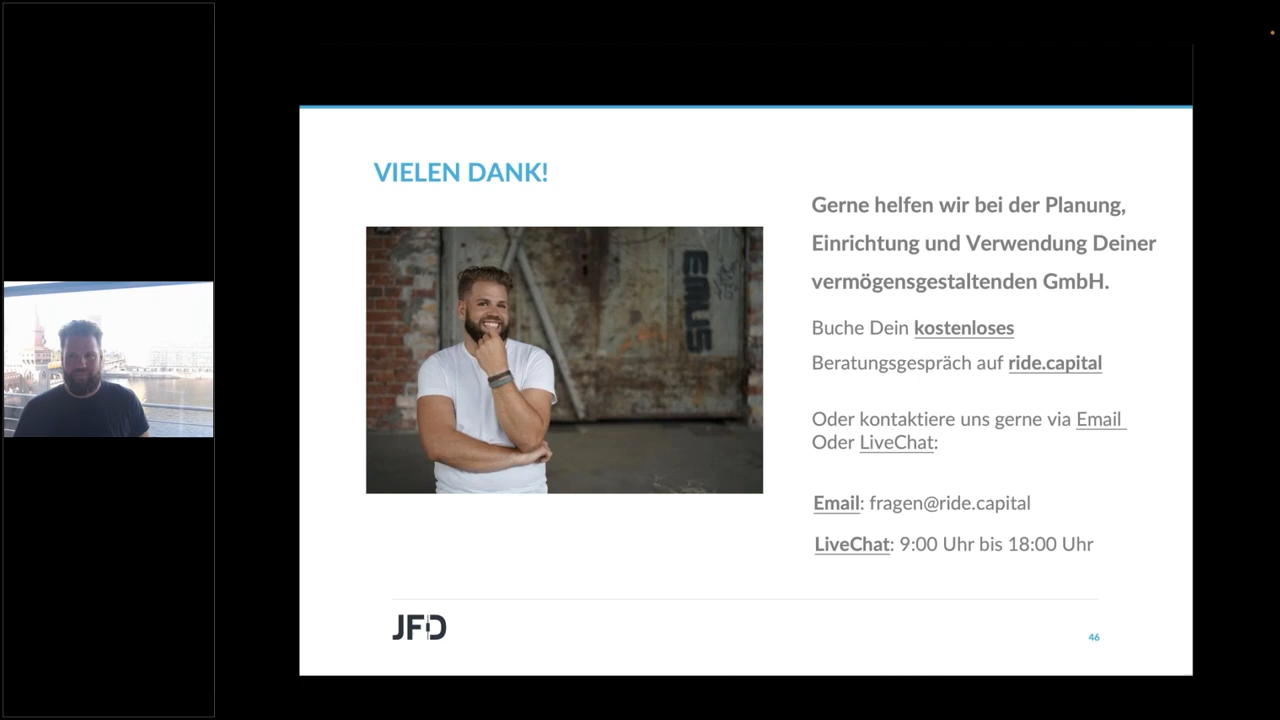 VIELEN DANK!
EMUS
Gerne helfen wir bei der Planung,
Einrichtung und Verwendung Deiner
vermögensgestaltenden GmbH.
Buche Dein kostenloses
Beratungsgespräch auf ride.capital
Oder kontaktiere uns gerne via Email
Oder LiveChat:
Email: fragen@ride.capital
LiveChat: 9:00 Uhr bis 18:00 Uhr
JFD
46